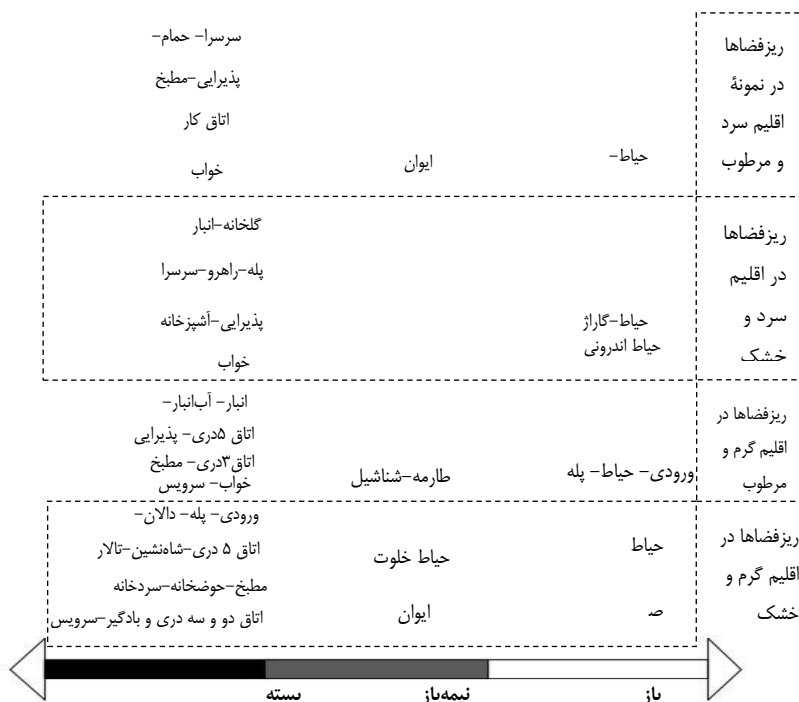 ریزفضاها
در نمونهٔ
اقلیم سرد
و مرطوب
حیاط–
ایوان
سرسرا– حمام–
پذیرایی–مطبخ
اتاق کار
خواب
ریزفضاها
در اقلیم
سرد و
خشک
حیاط–گاراژ
حیاط اندرونی
گلخانه–انبار
پله–راهرو–سرسرا
پذیرایی–آشپزخانه
خواب
ریزفضاها در
اقلیم گرم و
مرطوب
ورودی– حیاط– پله
طارمه–شناشیل
انبار– آب‌انبار–
اتاق ۵دری– پذیرایی
اتاق۳دری– مطبخ
خواب– سرویس
ریزفضاها در
اقلیم گرم و
خشک
حیاط
ص
حیاط خلوت
ایوان
ورودی– پله– دالان–
اتاق ۵ دری–شاه‌نشین–تالار
مطبخ–حوضخانه–سردخانه
اتاق دو و سه دری و بادگیر–سرویس
باز
نیمه‌باز
بسته